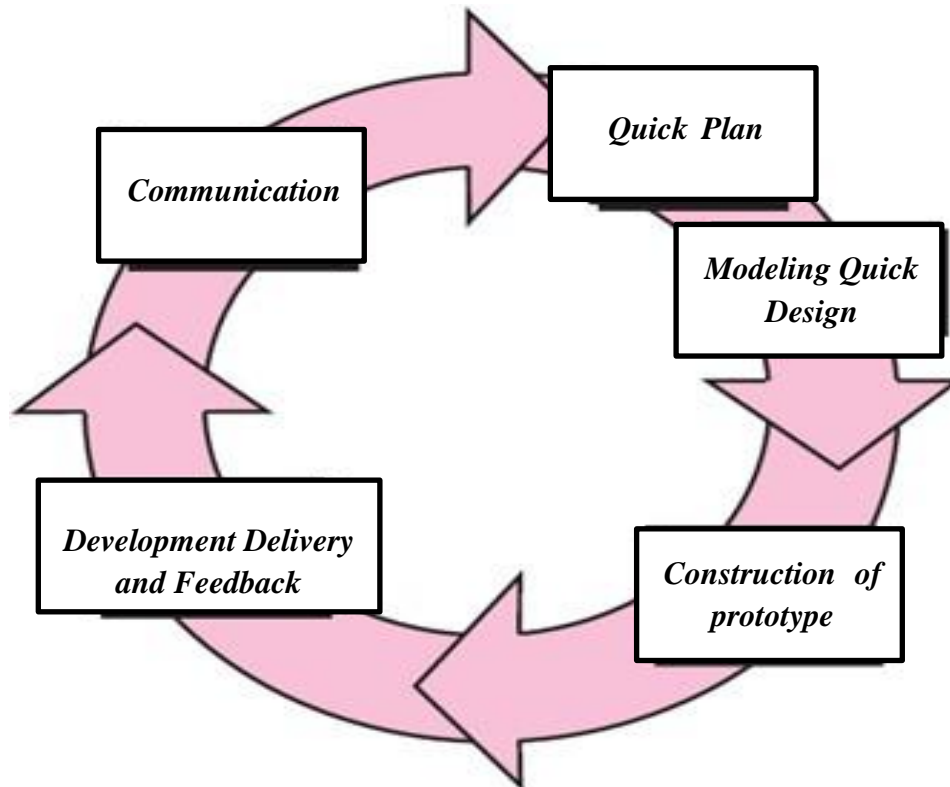 Quick Plan
Communication
Modeling Quick
Design
Construction of
prototype
Development Delivery
and Feedback